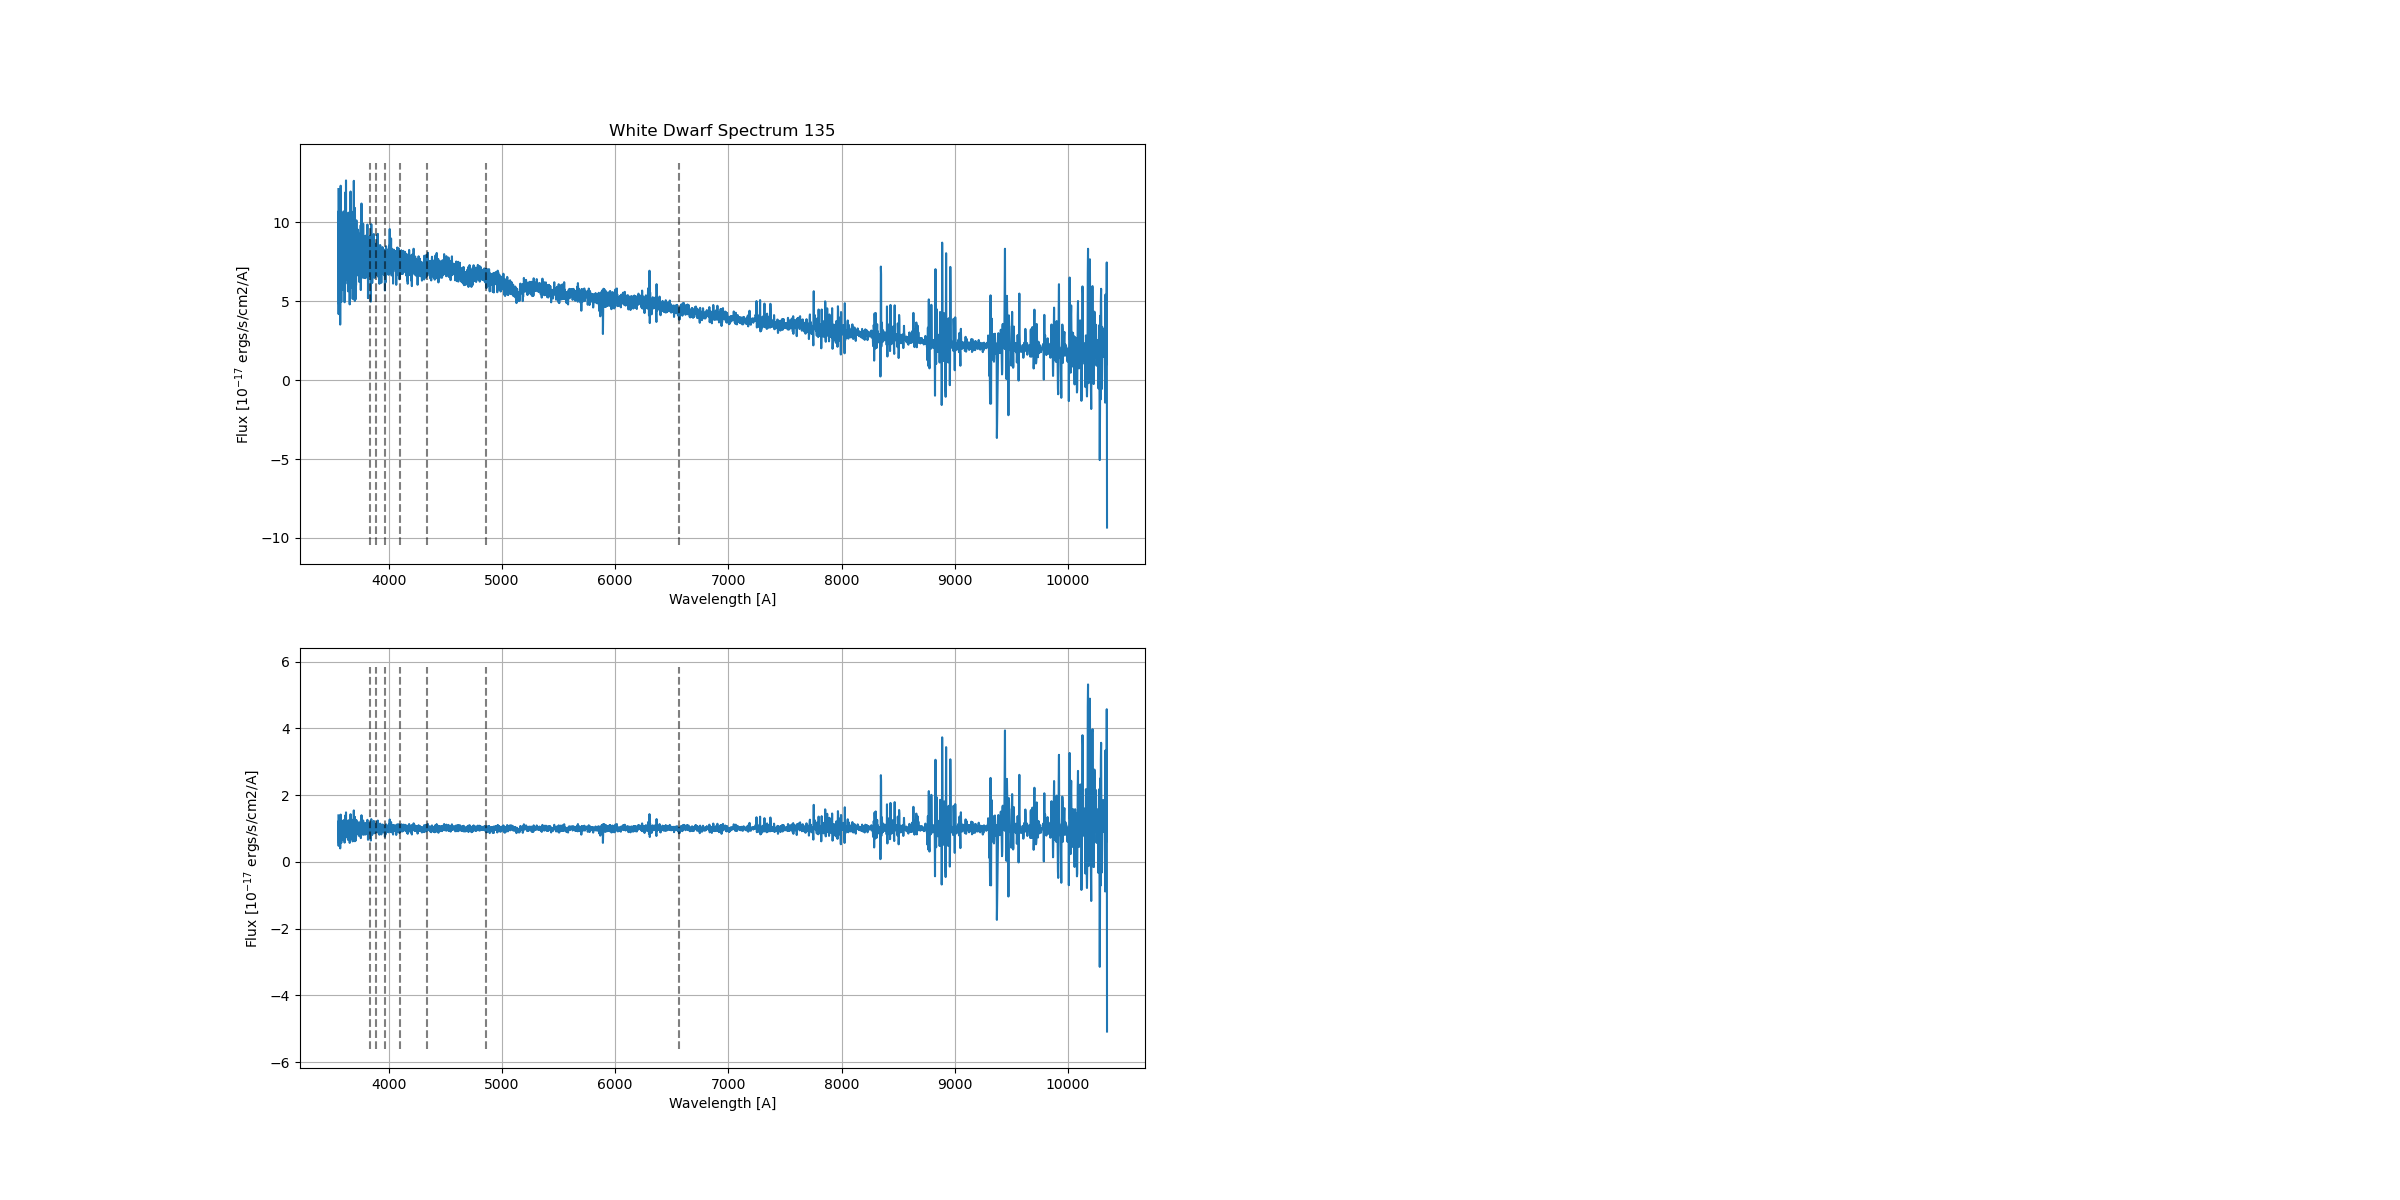 White Dwarf Spectrum 135
Flux [10⁻¹⁷ ergs/s/cm2/A]
10
5
0
−5
−10
4000 5000 6000 7000 8000 9000 10000
Wavelength [A]
Flux [10⁻¹⁷ ergs/s/cm2/A]
6
4
2
0
−2
−4
−6
4000 5000 6000 7000 8000 9000 10000
Wavelength [A]